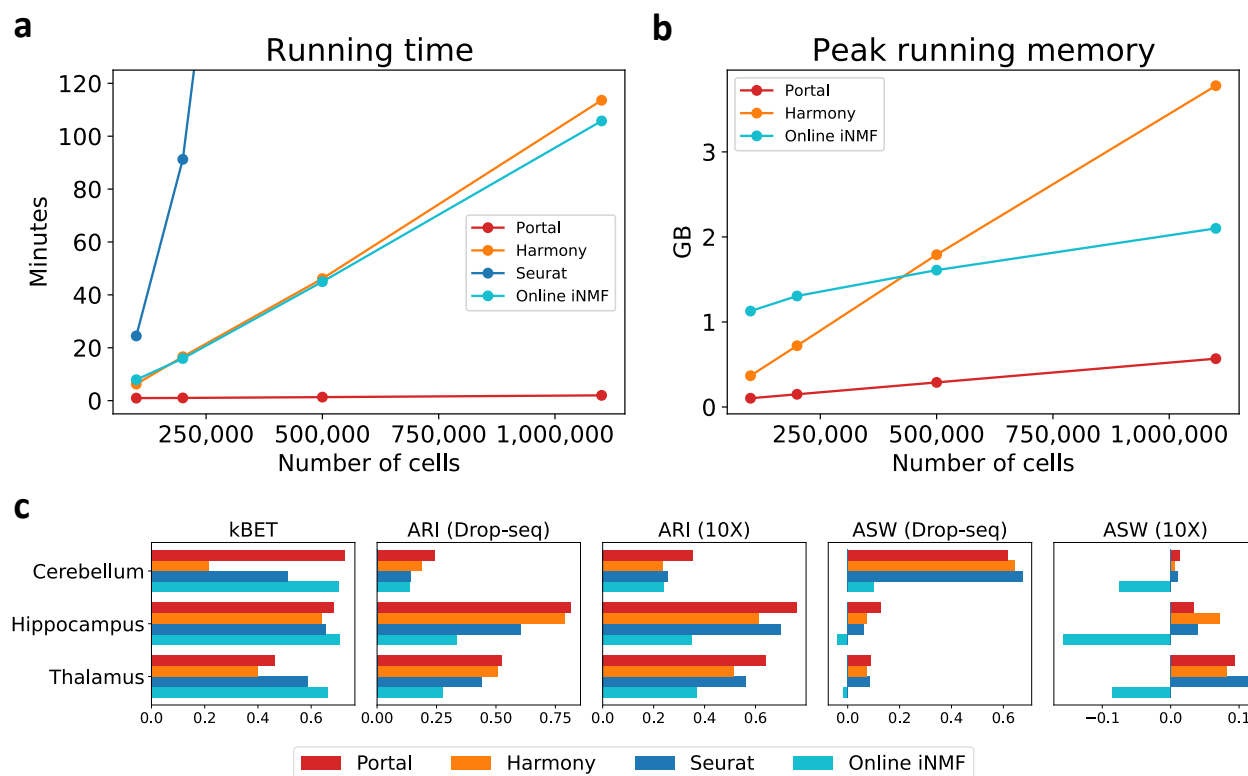 a
Running time
120
100
80
60
40
20
0
Minutes
Portal
Harmony
Seurat
Online iNMF
250,000 500,000 750,000 1,000,000
Number of cells
b
Peak running memory
3
2
1
0
GB
Portal
Harmony
Online iNMF
250,000 500,000 750,000 1,000,000
Number of cells
c
kBET ARI (Drop-seq) ARI (10X) ASW (Drop-seq) ASW (10X)
Cerebellum
Hippocampus
Thalamus
0.0 0.2 0.4 0.6 0.00 0.25 0.50 0.75 0.0 0.2 0.4 0.6 0.0 0.2 0.4 0.6 −0.1 0.0 0.1
Portal Harmony Seurat Online iNMF